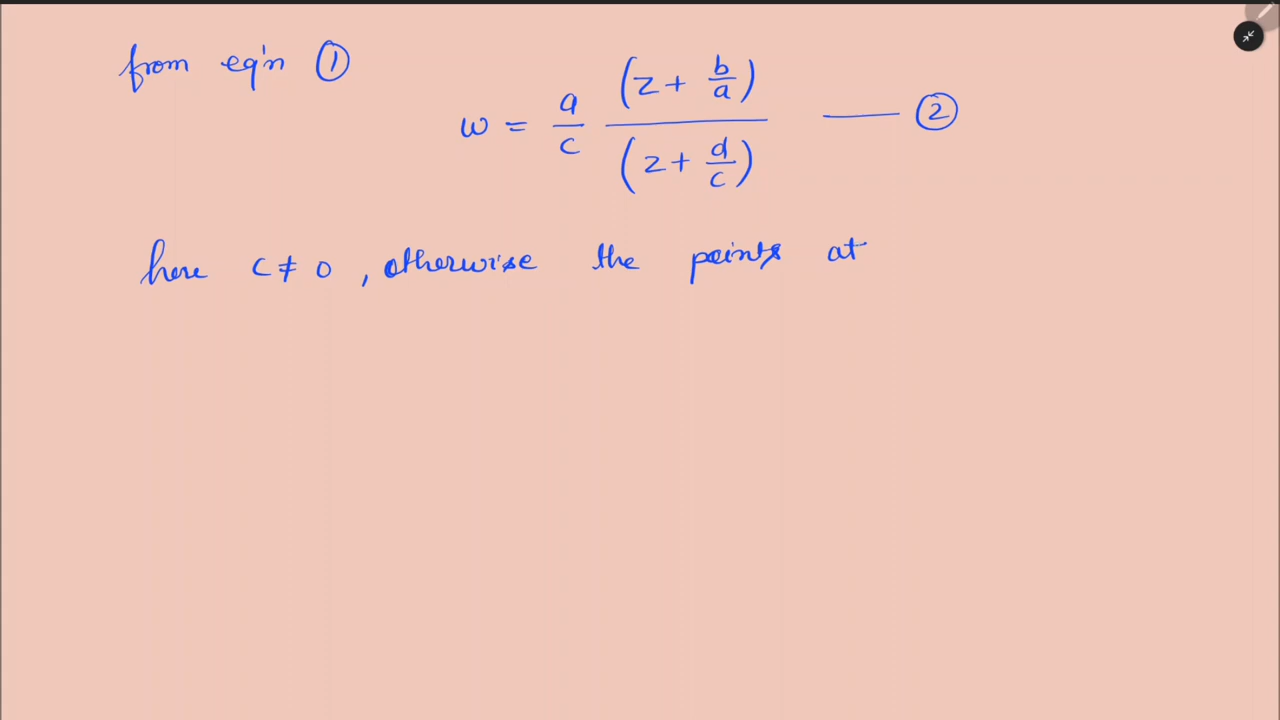 from eq'n ①
w = a/c (z + b/a) / (z + d/c) —— ②
here c ≠ 0, otherwise the points at